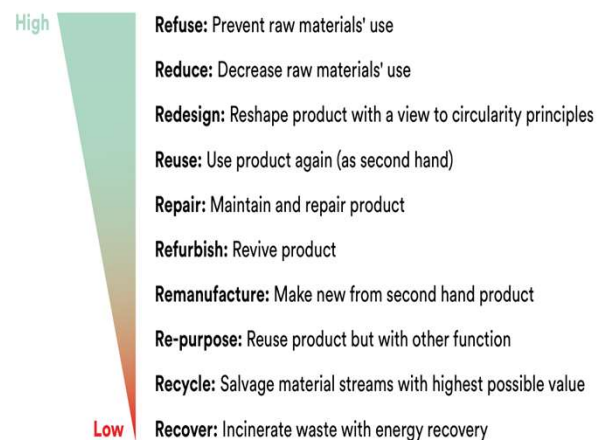 High
Refuse: Prevent raw materials' use
Reduce: Decrease raw materials' use
Redesign: Reshape product with a view to circularity principles
Reuse: Use product again (as second hand)
Repair: Maintain and repair product
Refurbish: Revive product
Remanufacture: Make new from second hand product
Re-purpose: Reuse product but with other function
Recycle: Salvage material streams with highest possible value
Low
Recover: Incinerate waste with energy recovery